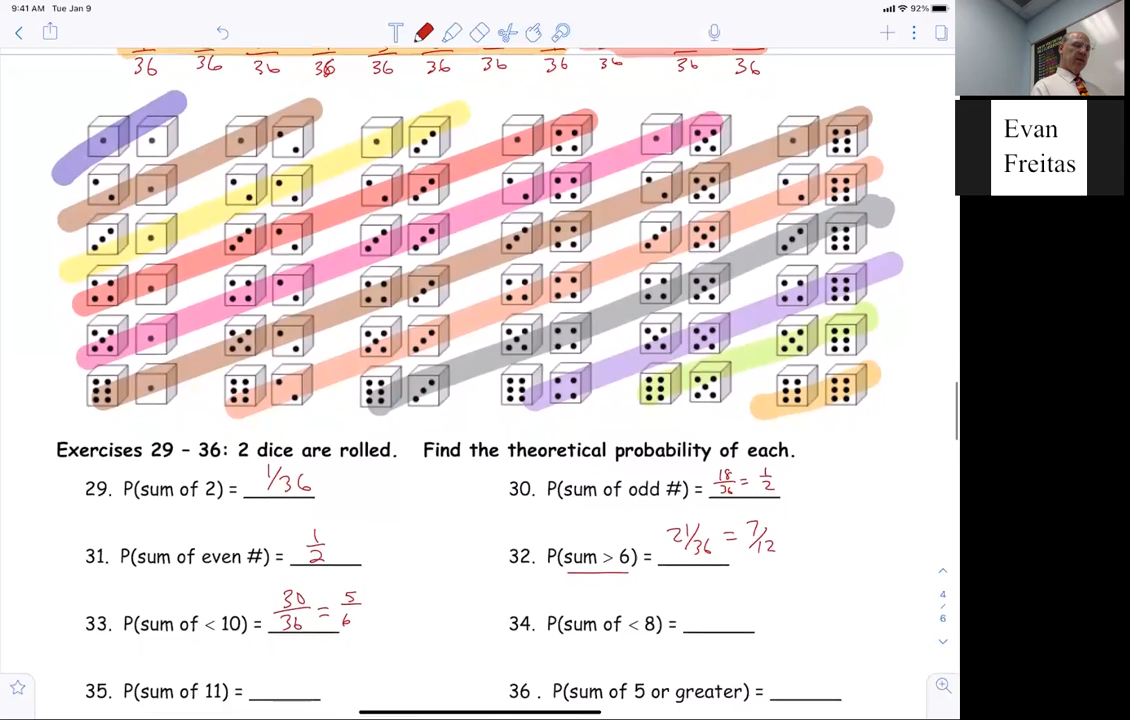 9:41 AM Tue Jan 9
92%
T
36 36 36 36 36 36 36 36 36 36 36
Evan
Freitas
Exercises 29 - 36: 2 dice are rolled. Find the theoretical probability of each.
29. P(sum of 2) = 1/36
30. P(sum of odd #) = 18/36 = 1/2
31. P(sum of even #) = 1/2
32. P(sum > 6) = 21/36 = 7/12
33. P(sum of < 10) = 30/36 = 5/6
34. P(sum of < 8) = ______
35. P(sum of 11) = ______
36 . P(sum of 5 or greater) = ______
4
/
6